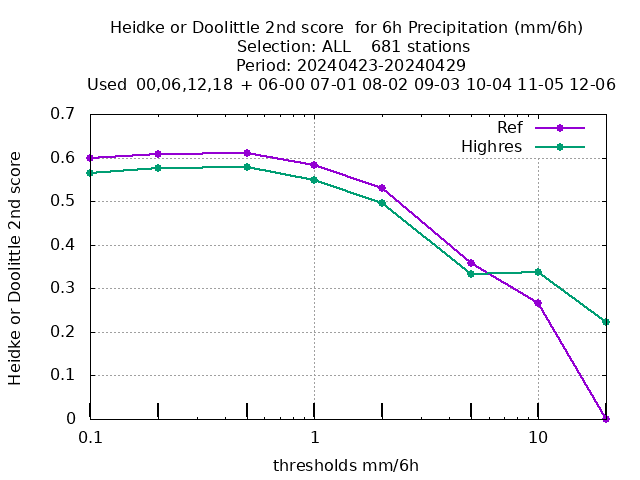 Heidke or Doolittle 2nd score  for 6h Precipitation (mm/6h)
Selection: ALL    681 stations
Period: 20240423-20240429
Used  00,06,12,18  + 06-00 07-01 08-02 09-03 10-04 11-05 12-06
Ref
Highres
0.7
0.6
0.5
0.4
0.3
0.2
0.1
0
Heidke or Doolittle 2nd score
0.1 1 10
thresholds mm/6h